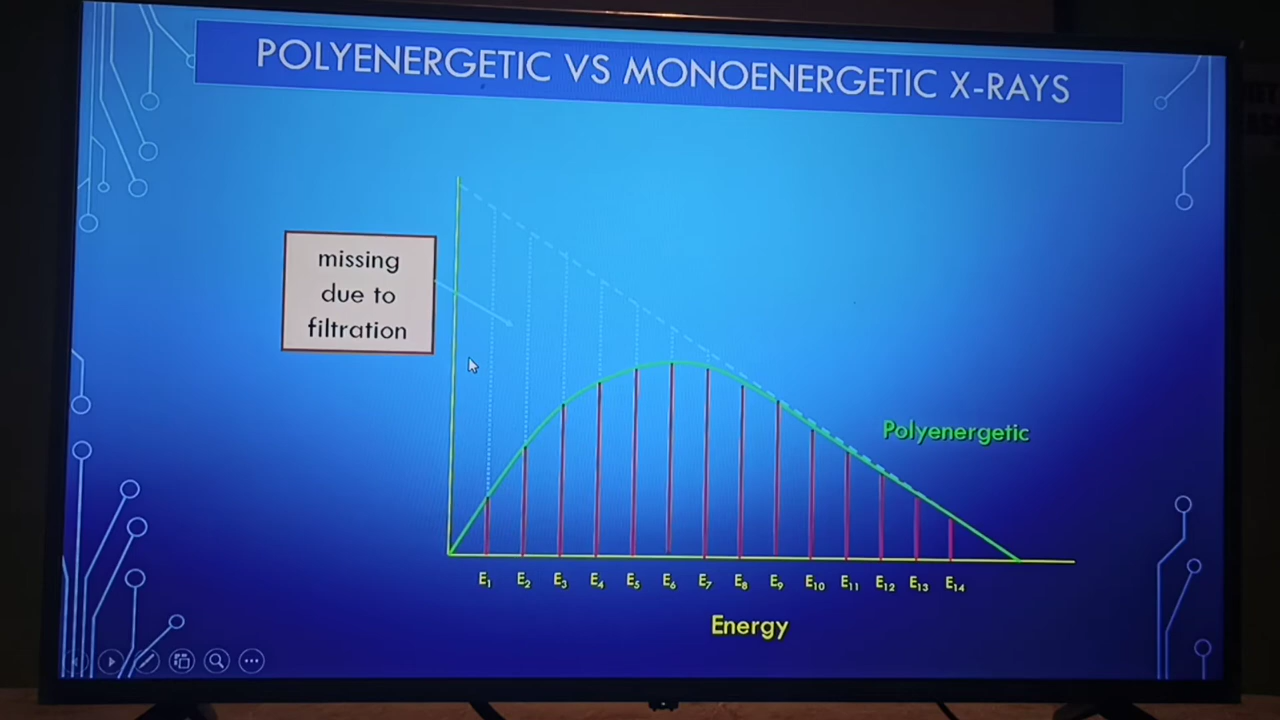 POLYENERGETIC VS MONOENERGETIC X-RAYS
missing
due to
filtration
Polyenergetic
E₁ E₂ E₃ E₄ E₅ E₆ E₇ E₈ E₉ E₁₀ E₁₁ E₁₂ E₁₃ E₁₄
Energy